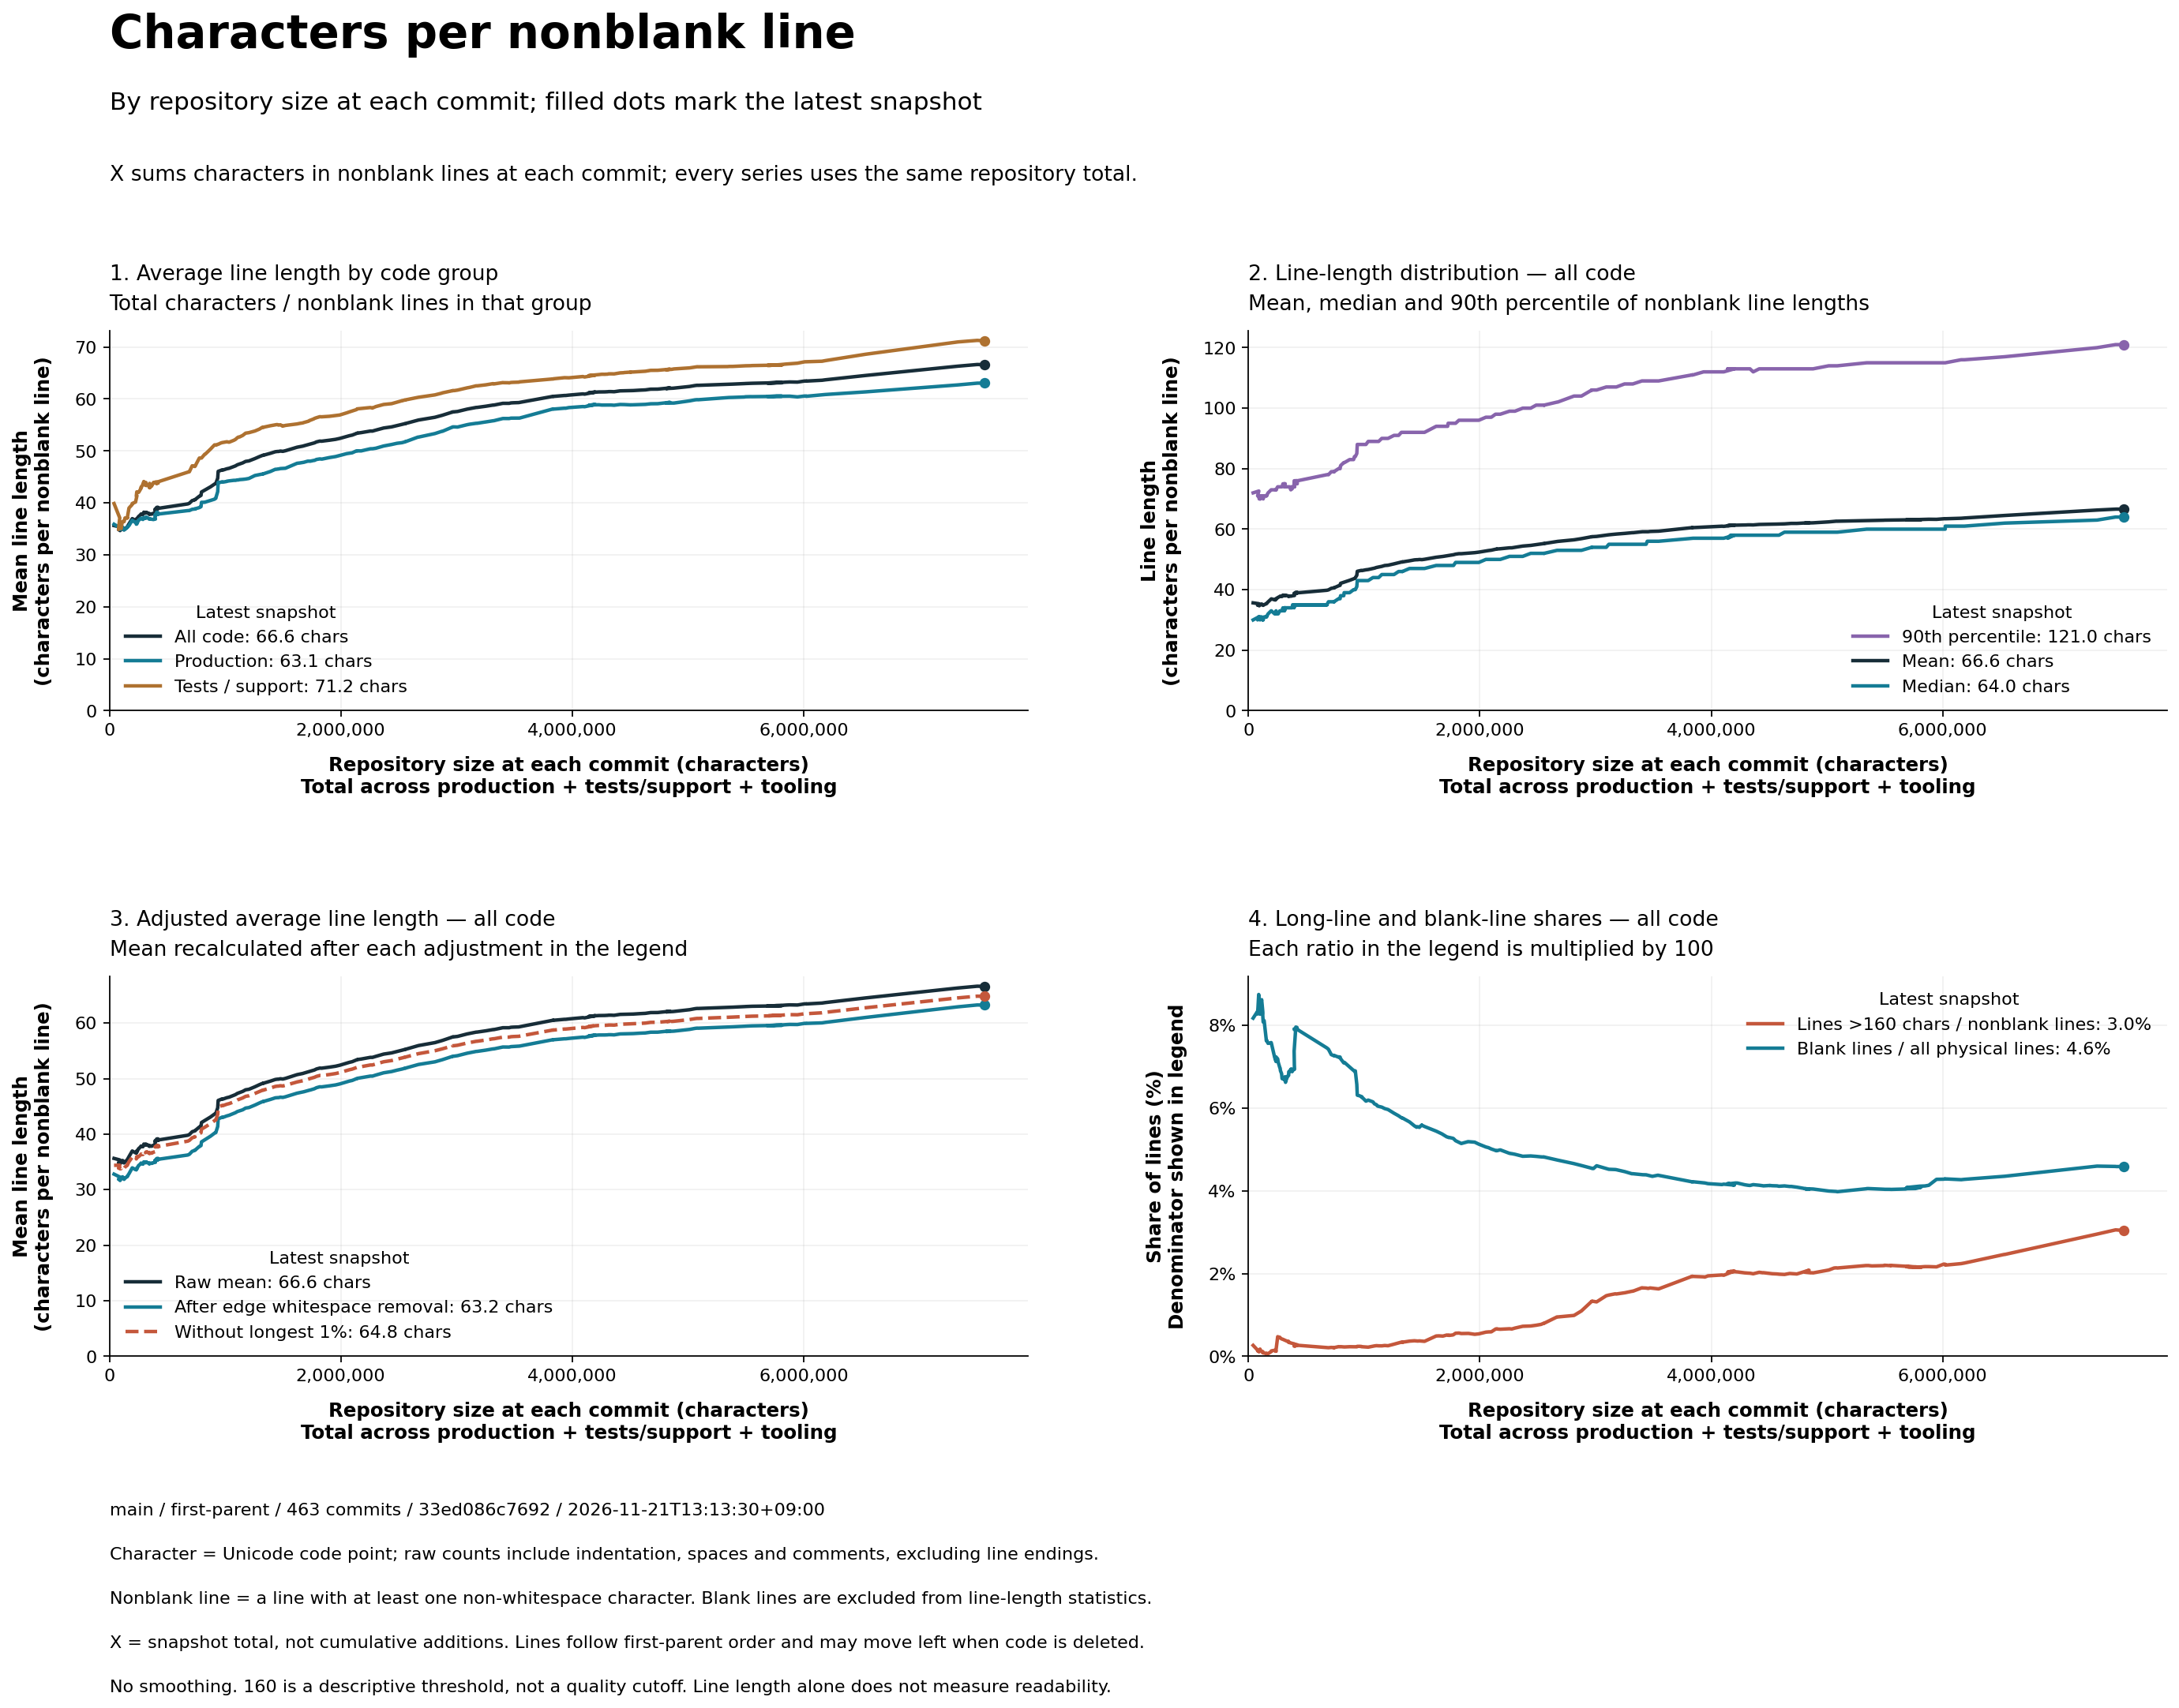 Characters per nonblank line
By repository size at each commit; filled dots mark the latest snapshot
X sums characters in nonblank lines at each commit; every series uses the same repository total.
1. Average line length by code group
Total characters / nonblank lines in that group
Mean line length
(characters per nonblank line)
70
60
50
40
30
20
10
0
Latest snapshot
All code: 66.6 chars
Production: 63.1 chars
Tests / support: 71.2 chars
0
2,000,000
4,000,000
6,000,000
Repository size at each commit (characters)
Total across production + tests/support + tooling
2. Line-length distribution — all code
Mean, median and 90th percentile of nonblank line lengths
Line length
(characters per nonblank line)
120
100
80
60
40
20
0
Latest snapshot
90th percentile: 121.0 chars
Mean: 66.6 chars
Median: 64.0 chars
0
2,000,000
4,000,000
6,000,000
Repository size at each commit (characters)
Total across production + tests/support + tooling
3. Adjusted average line length — all code
Mean recalculated after each adjustment in the legend
Mean line length
(characters per nonblank line)
60
50
40
30
20
10
0
Latest snapshot
Raw mean: 66.6 chars
After edge whitespace removal: 63.2 chars
Without longest 1%: 64.8 chars
0
2,000,000
4,000,000
6,000,000
Repository size at each commit (characters)
Total across production + tests/support + tooling
4. Long-line and blank-line shares — all code
Each ratio in the legend is multiplied by 100
Share of lines (%)
Denominator shown in legend
8%
6%
4%
2%
0%
Latest snapshot
Lines >160 chars / nonblank lines: 3.0%
Blank lines / all physical lines: 4.6%
0
2,000,000
4,000,000
6,000,000
Repository size at each commit (characters)
Total across production + tests/support + tooling
main / first-parent / 463 commits / 33ed086c7692 / 2026-11-21T13:13:30+09:00
Character = Unicode code point; raw counts include indentation, spaces and comments, excluding line endings.
Nonblank line = a line with at least one non-whitespace character. Blank lines are excluded from line-length statistics.
X = snapshot total, not cumulative additions. Lines follow first-parent order and may move left when code is deleted.
No smoothing. 160 is a descriptive threshold, not a quality cutoff. Line length alone does not measure readability.